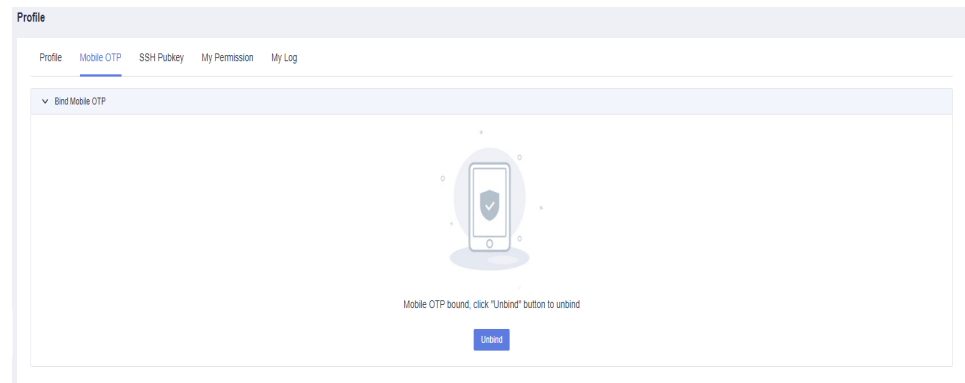 Profile
Profile Mobile OTP SSH Pubkey My Permission My Log
Bind Mobile OTP
Mobile OTP bound, click "Unbind" button to unbind
Unbind